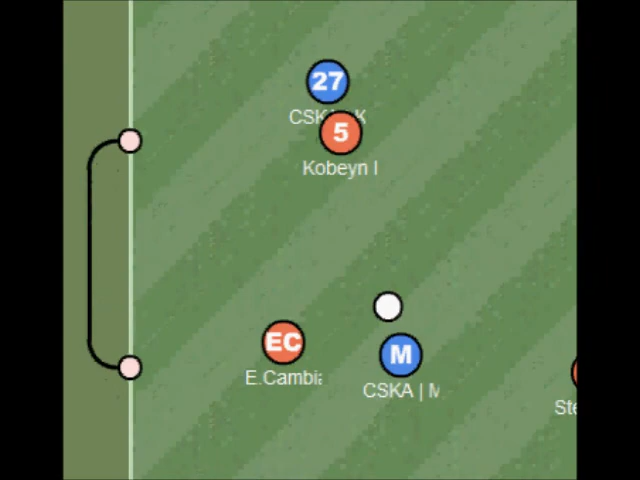 27
CSKA | K
5
Kobeyn I
EC
E.Cambia
M
CSKA | M
Ste